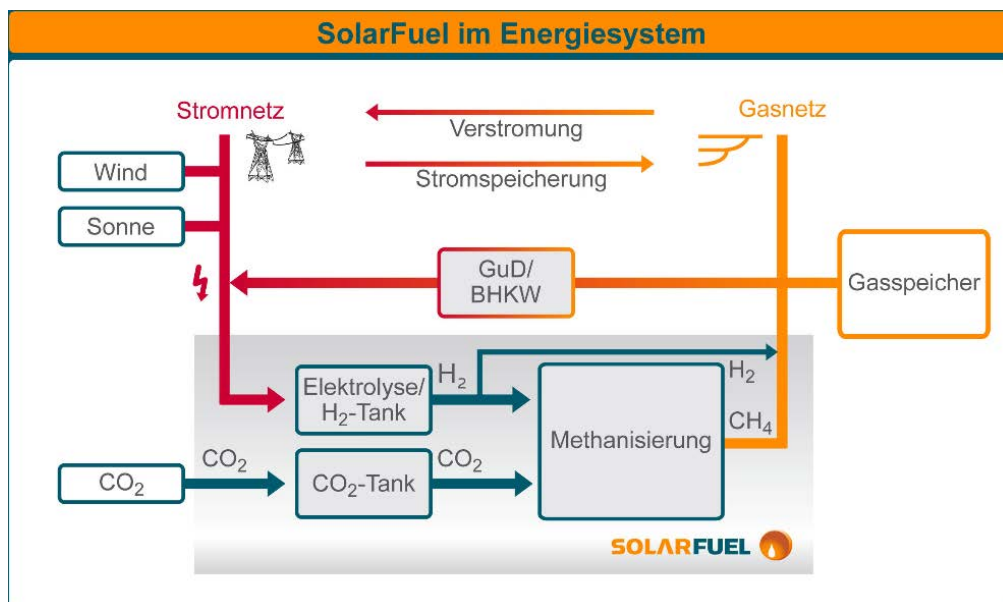 SolarFuel im Energiesystem
Stromnetz
Gasnetz
Verstromung
Stromspeicherung
Wind
Sonne
GuD/
BHKW
Gasspeicher
Elektrolyse/
H₂-Tank
H₂
H₂
Methanisierung
CH₄
CO₂
CO₂
CO₂-Tank
CO₂
SOLARFUEL